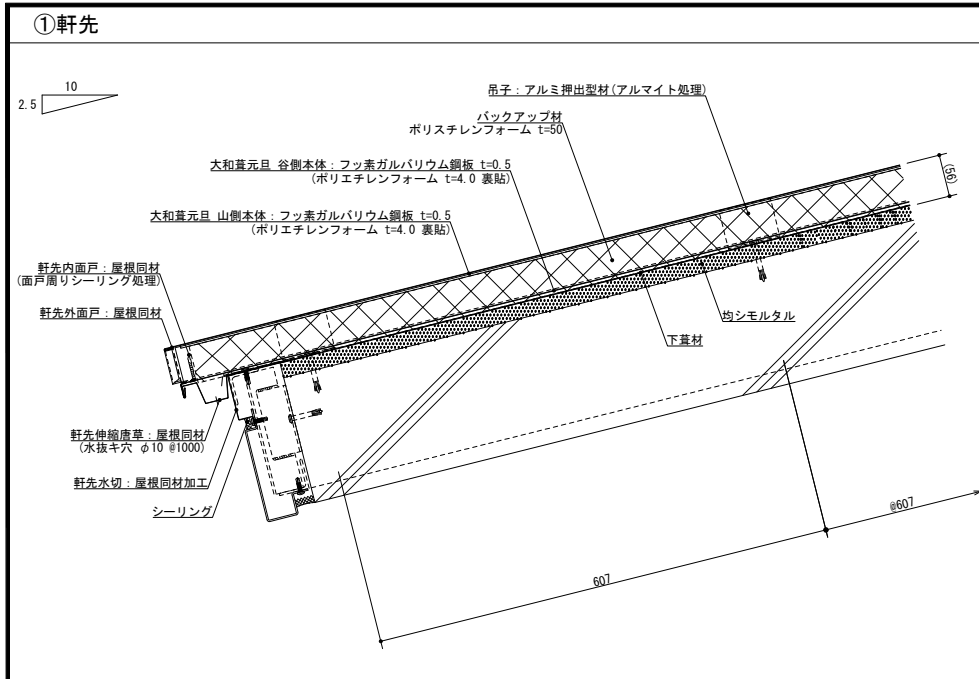 ①軒先
10
2.5
吊子：アルミ押出型材(アルマイト処理)
バックアップ材
ポリスチレンフォーム t=50
大和葺元旦 谷側本体：フッ素ガルバリウム鋼板 t=0.5
(ポリエチレンフォーム t=4.0 裏貼)
(56)
大和葺元旦 山側本体：フッ素ガルバリウム鋼板 t=0.5
(ポリエチレンフォーム t=4.0 裏貼)
軒先内面戸：屋根同材
(面戸周りシーリング処理)
軒先外面戸：屋根同材
均シモルタル
下葺材
軒先伸縮唐草：屋根同材
(水抜キ穴 φ10 @1000)
軒先水切：屋根同材加工
シーリング
@607
607